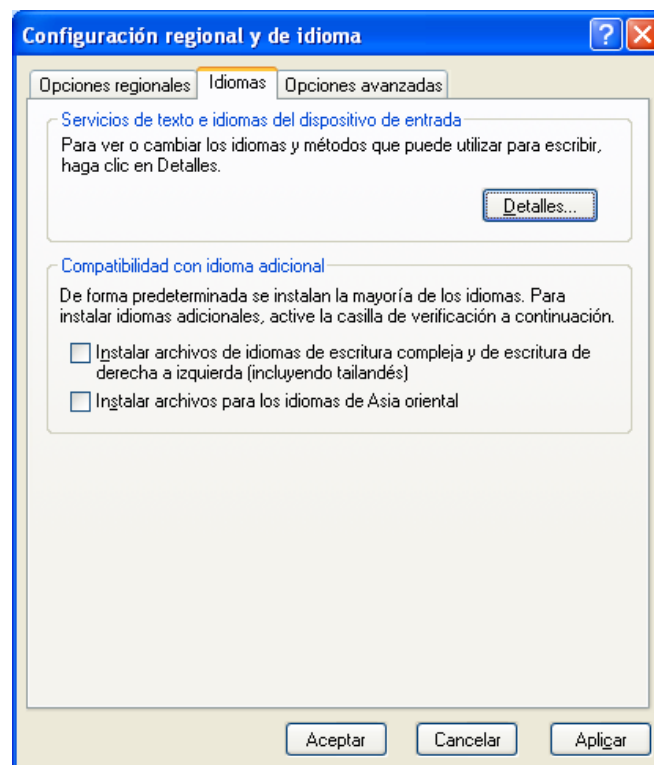 Configuración regional y de idioma
Opciones regionales Idiomas Opciones avanzadas
Servicios de texto e idiomas del dispositivo de entrada
Para ver o cambiar los idiomas y métodos que puede utilizar para escribir,
haga clic en Detalles.
Detalles...
Compatibilidad con idioma adicional
De forma predeterminada se instalan la mayoría de los idiomas. Para
instalar idiomas adicionales, active la casilla de verificación a continuación.
Instalar archivos de idiomas de escritura compleja y de escritura de
derecha a izquierda (incluyendo tailandés)
Instalar archivos para los idiomas de Asia oriental
Aceptar Cancelar Aplicar